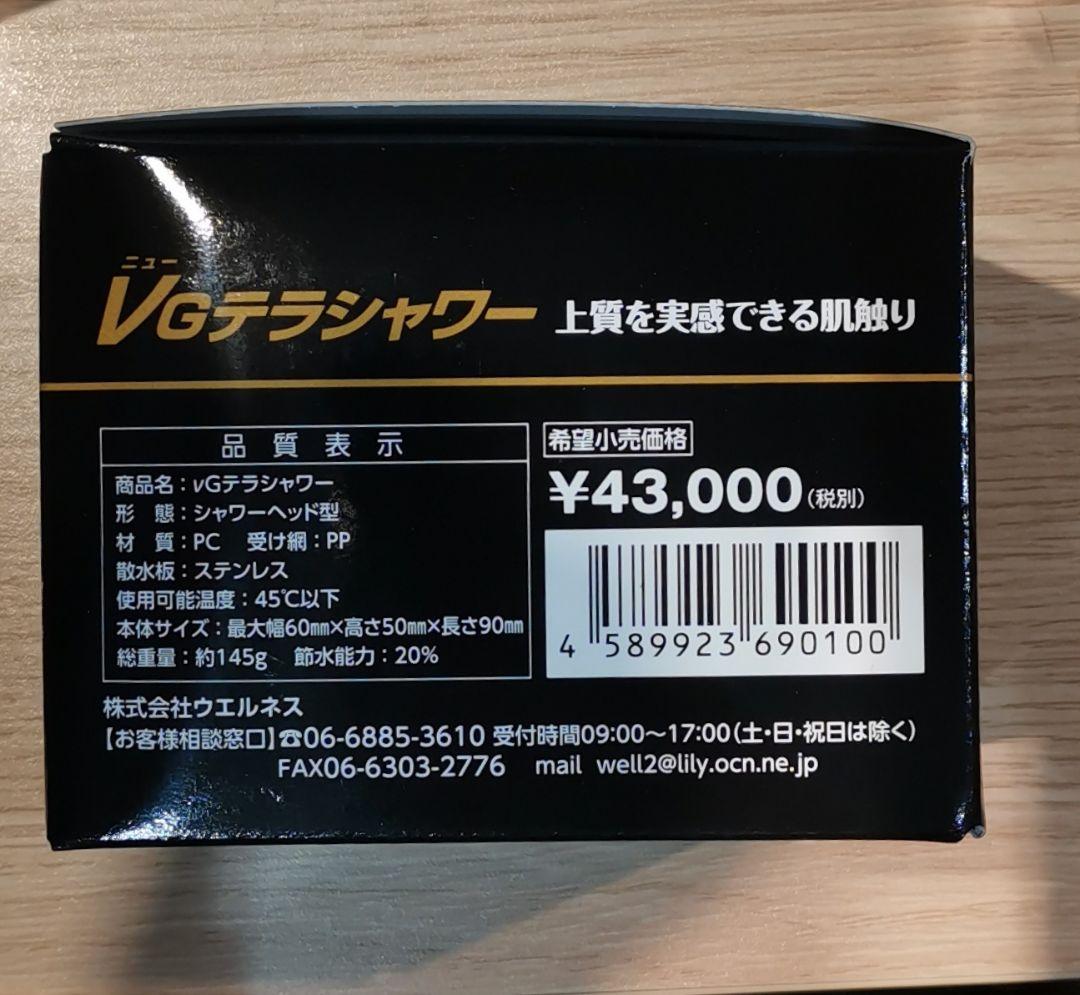 ニュー
νGテラシャワー 上質を実感できる肌触り
品質表示
商品名：νGテラシャワー
形　態：シャワーヘッド型
材　質：PC　受け網：PP
散水板：ステンレス
使用可能温度：45℃以下
本体サイズ：最大幅60㎜×高さ50㎜×長さ90㎜
総重量：約145g　節水能力：20%
希望小売価格
¥43,000(税別)
4 589923 690100
株式会社ウエルネス
【お客様相談窓口】☎06-6885-3610 受付時間09:00～17:00(土・日・祝日は除く)
FAX06-6303-2776　mail well2@lily.ocn.ne.jp